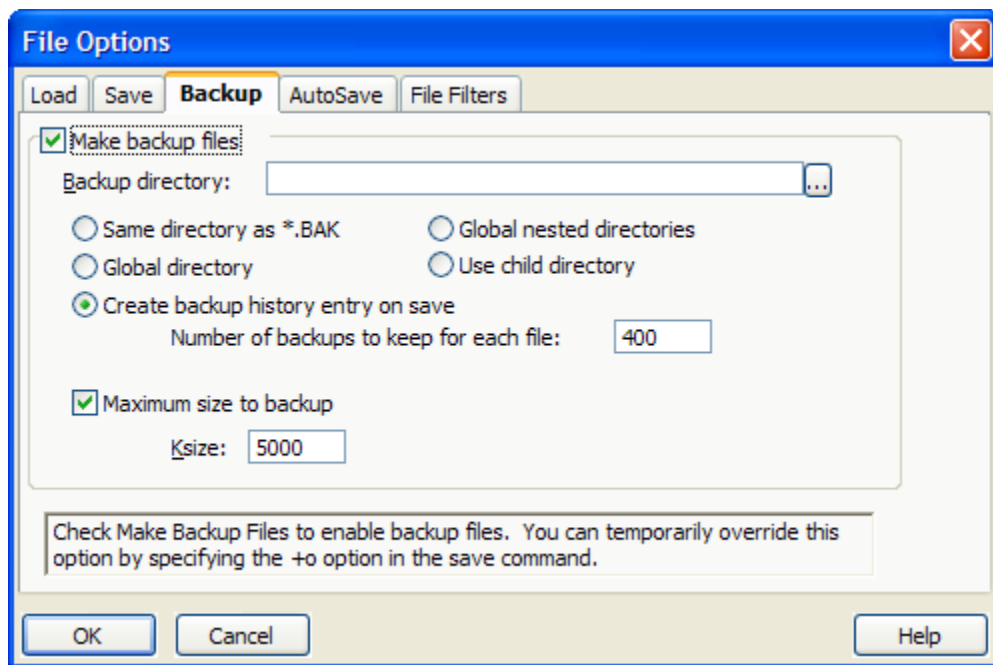 File Options
Load Save Backup AutoSave File Filters
Make backup files
Backup directory: ...
Same directory as *.BAK Global nested directories
Global directory Use child directory
Create backup history entry on save
Number of backups to keep for each file: 400
Maximum size to backup
Ksize: 5000
Check Make Backup Files to enable backup files. You can temporarily override this
option by specifying the +o option in the save command.
OK Cancel Help